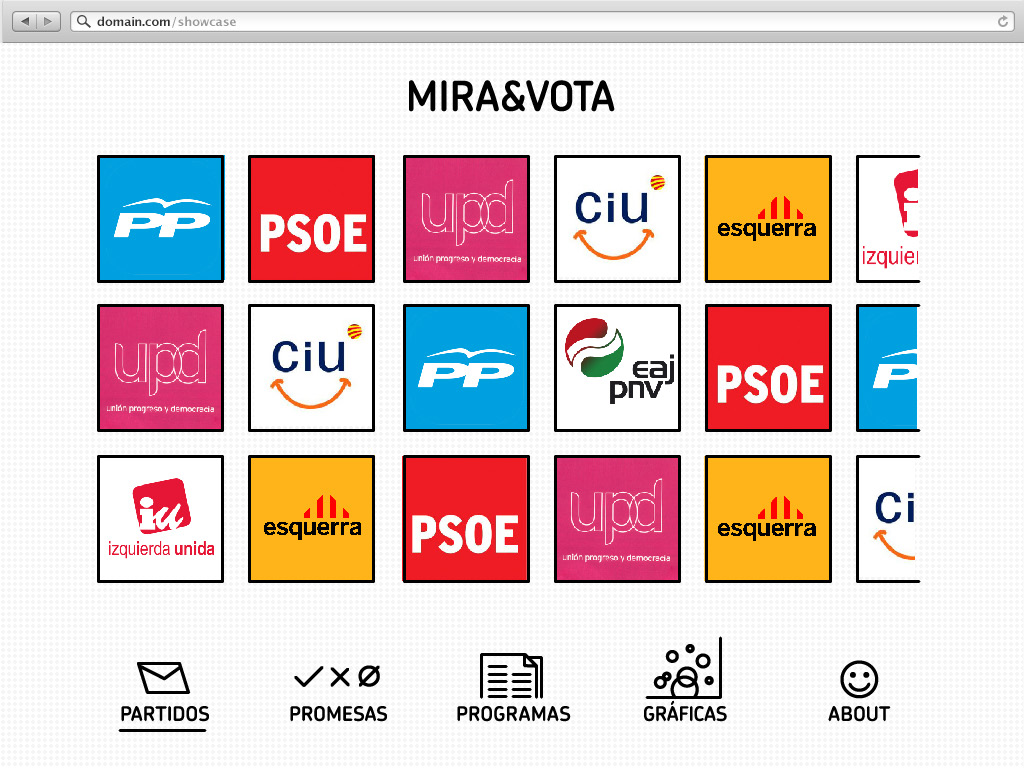 domain.com/showcase
MIRA&VOTA
PP
PSOE
upd
unión progreso y democracia
CiU
esquerra
i
izquier
upd
unión progreso y democracia
CiU
PP
eaj
pnv
PSOE
PP
iu
izquierda unida
esquerra
PSOE
upd
unión progreso y democracia
esquerra
Ci
PARTIDOS
PROMESAS
PROGRAMAS
GRÁFICAS
ABOUT